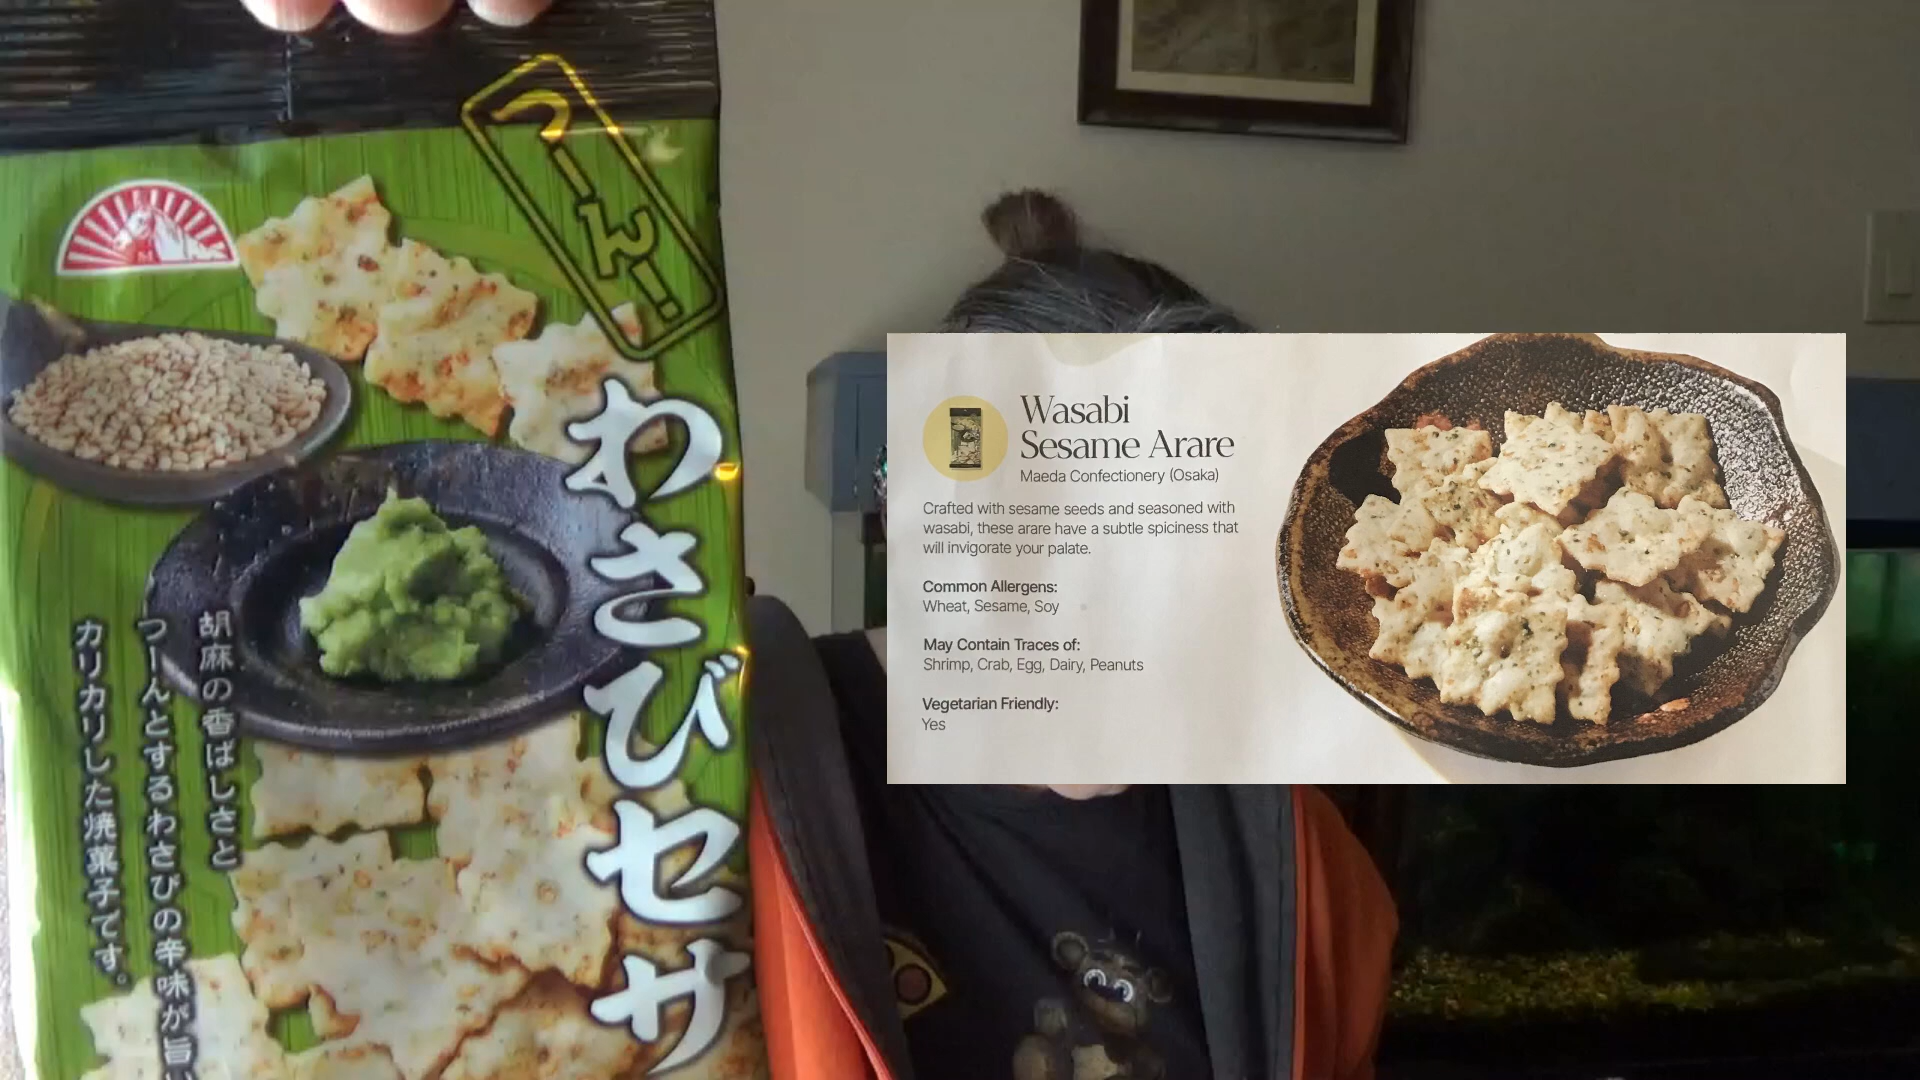 つーん!
わさびセサ
胡麻の香ばしさと
つーんとするわさびの辛味が旨い
カリカリした焼菓子です。
Wasabi
Sesame Arare
Maeda Confectionery (Osaka)
Crafted with sesame seeds and seasoned with
wasabi, these arare have a subtle spiciness that
will invigorate your palate.
Common Allergens:
Wheat, Sesame, Soy
May Contain Traces of:
Shrimp, Crab, Egg, Dairy, Peanuts
Vegetarian Friendly:
Yes